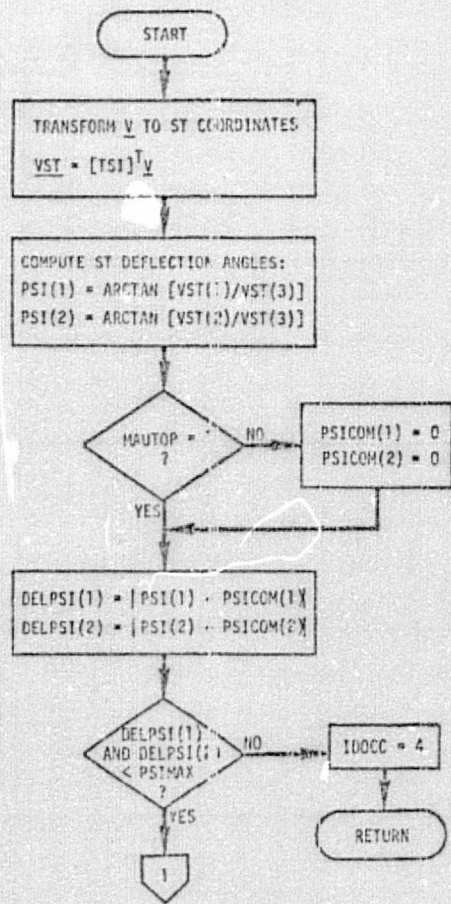 START
TRANSFORM V TO ST COORDINATES
VST = [TSI]ᵀV
COMPUTE ST DEFLECTION ANGLES:
PSI(1) = ARCTAN [VST(1)/VST(3)]
PSI(2) = ARCTAN [VST(2)/VST(3)]
MAUTOP =
?
NO
PSICOM(1) = 0
PSICOM(2) = 0
YES
DELPSI(1) = |PSI(1) - PSICOM(1)|
DELPSI(2) = |PSI(2) - PSICOM(2)|
DELPSI(1)
AND DELPSI(2)
< PSIMAX
?
NO
IDOCC = 4
YES
RETURN
1